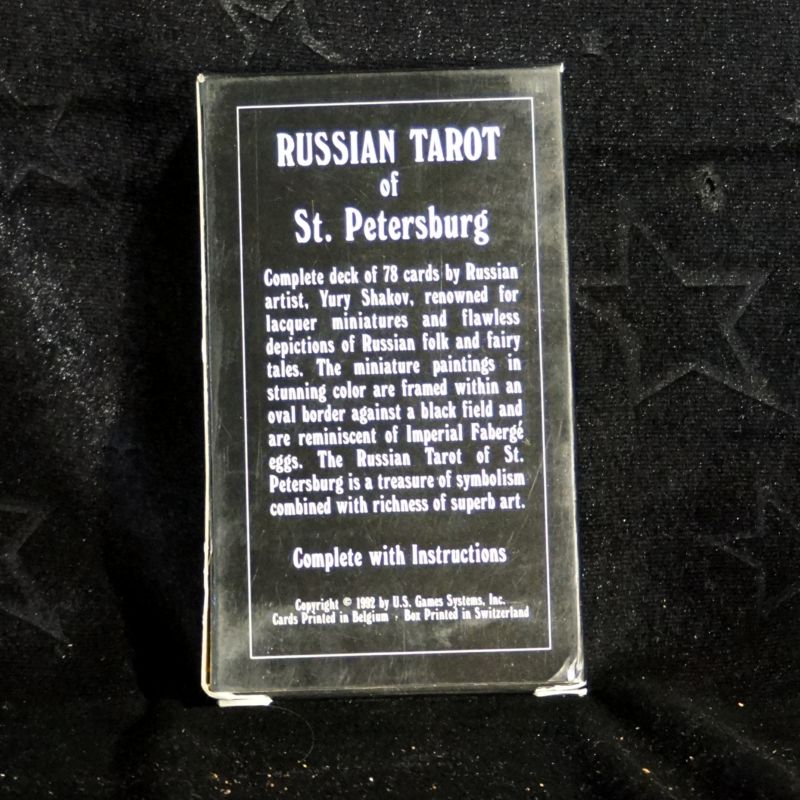 RUSSIAN TAROT
of
St. Petersburg
Complete deck of 78 cards by Russian
artist, Yury Shakov, renowned for
lacquer miniatures and flawless
depictions of Russian folk and fairy
tales. The miniature paintings in
stunning color are framed within an
oval border against a black field and
are reminiscent of Imperial Fabergé
eggs. The Russian Tarot of St.
Petersburg is a treasure of symbolism
combined with richness of superb art.
Complete with Instructions
Copyright © 1992 by U.S. Games Systems, Inc.
Cards Printed in Belgium · Box Printed in Switzerland